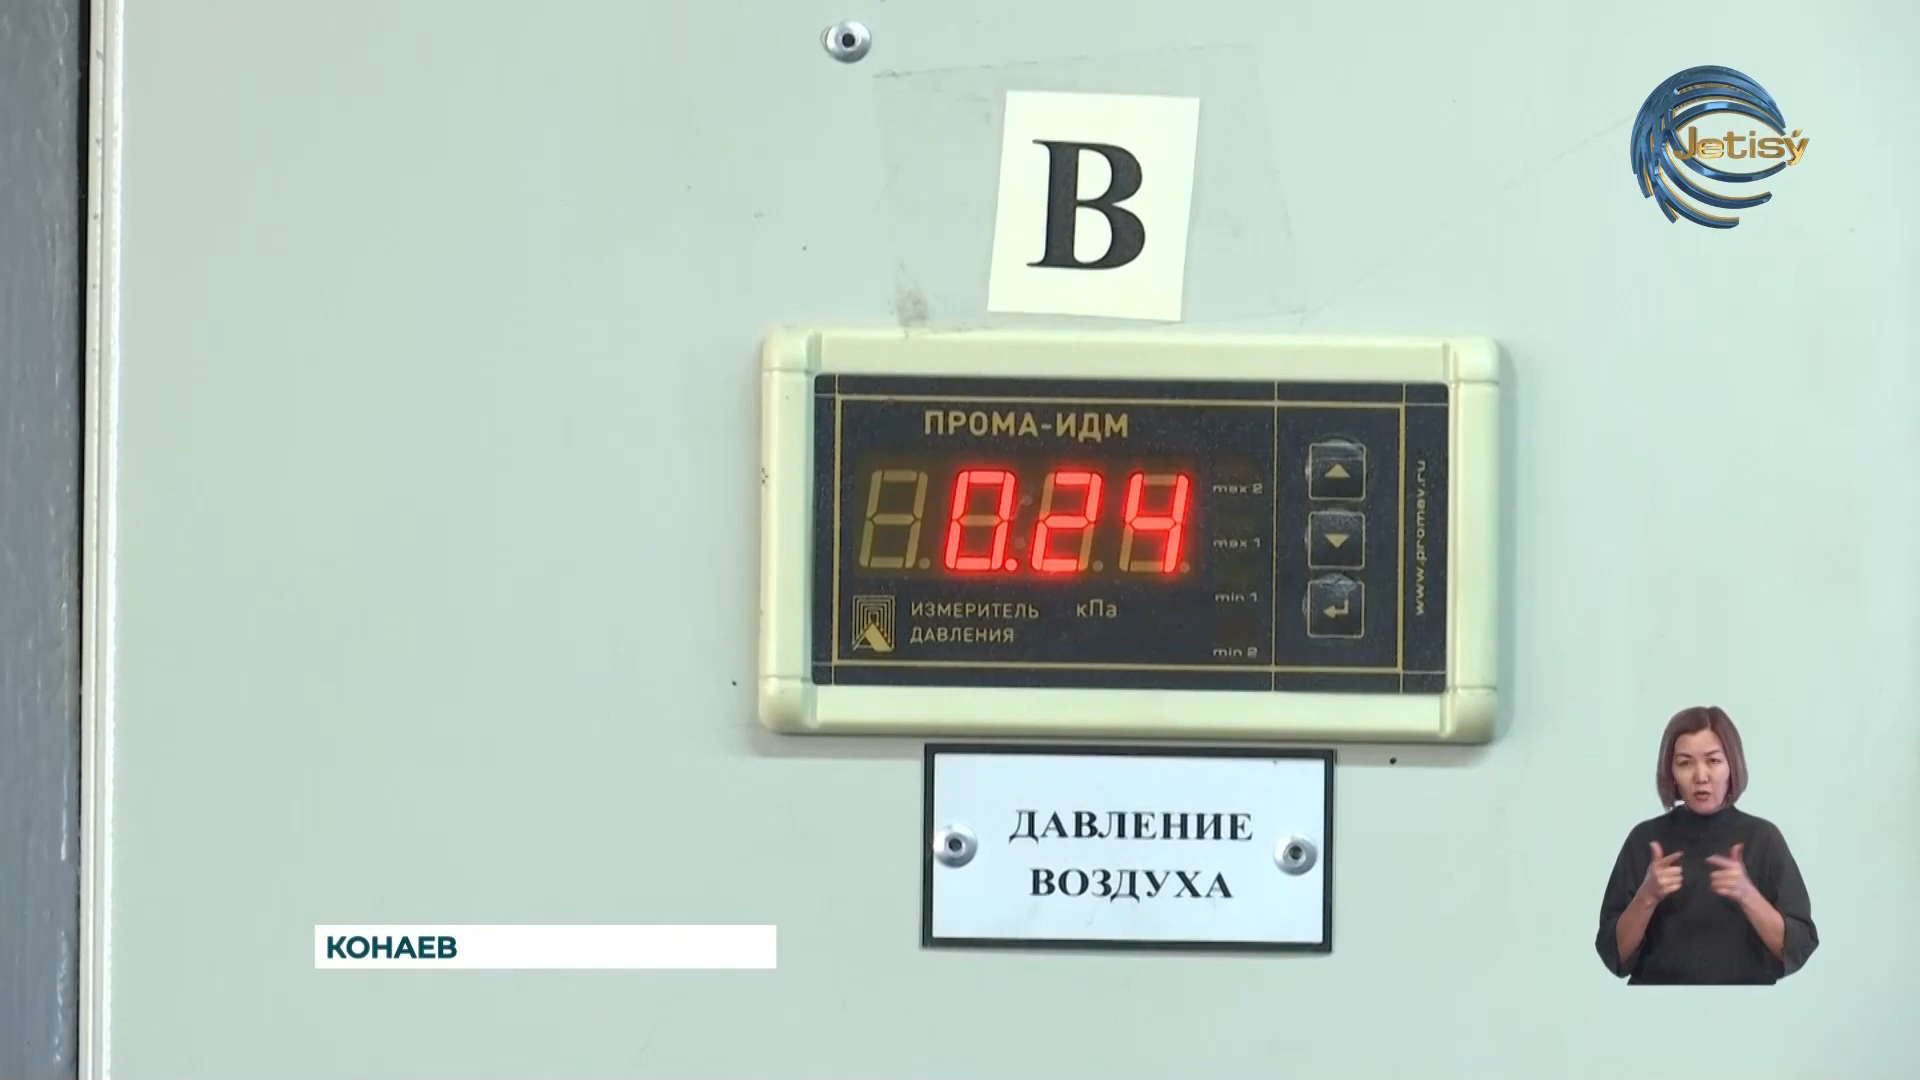 В
Jetisý
ПРОМА-ИДМ
0.24
max 2
max 1
min 1
min 2
ИЗМЕРИТЕЛЬ кПа
ДАВЛЕНИЯ
www.promav.ru
ДАВЛЕНИЕ
ВОЗДУХА
КОНАЕВ